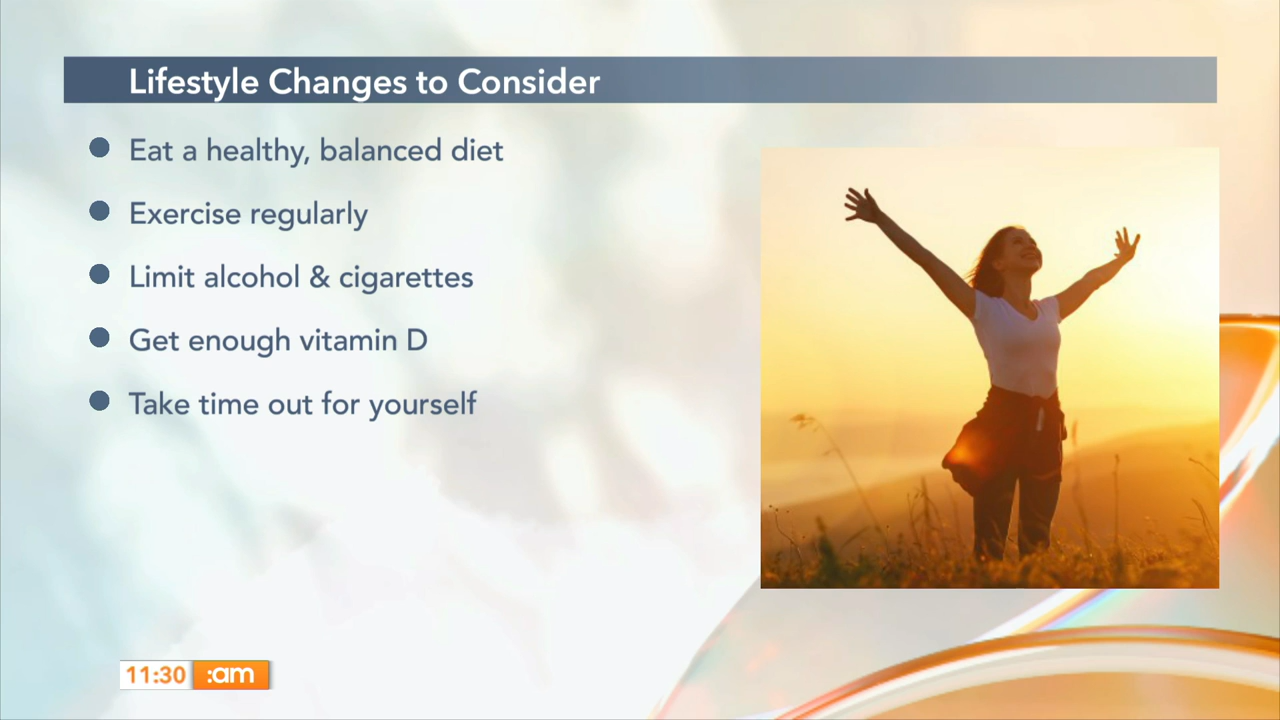 Lifestyle Changes to Consider
Eat a healthy, balanced diet
Exercise regularly
Limit alcohol & cigarettes
Get enough vitamin D
Take time out for yourself
11:30 :am